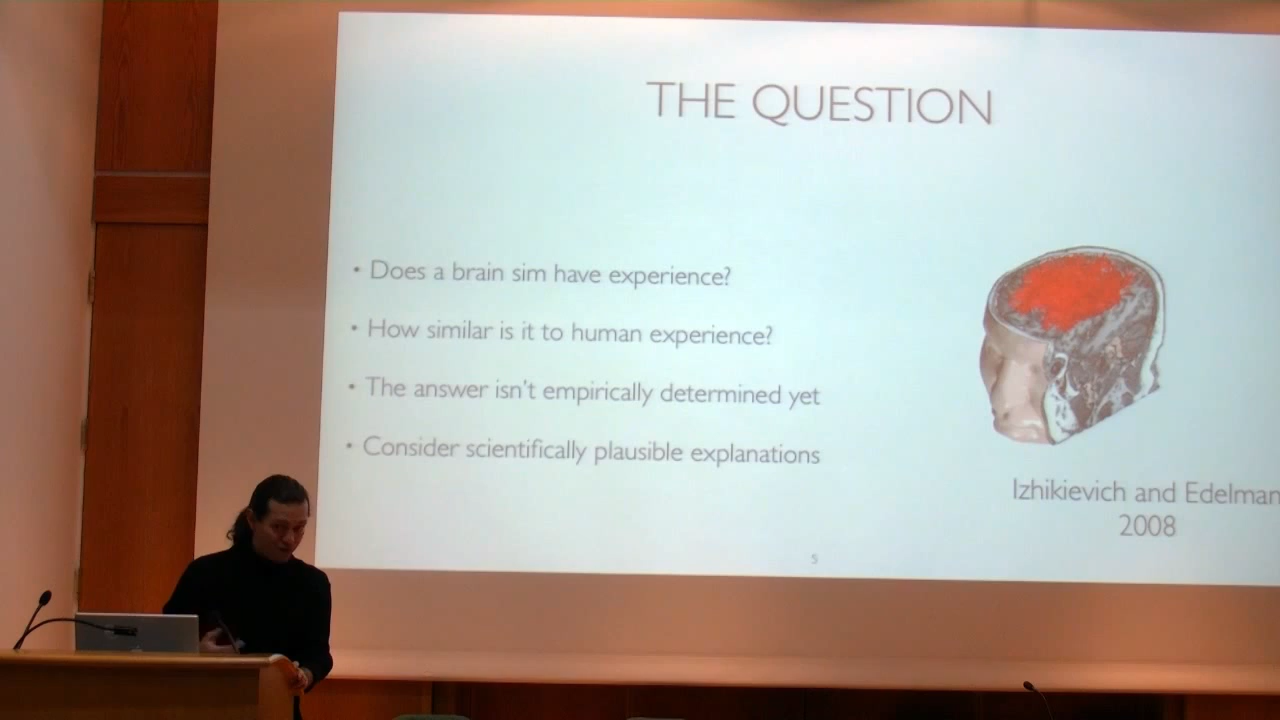 THE QUESTION
• Does a brain sim have experience?
• How similar is it to human experience?
• The answer isn't empirically determined yet
• Consider scientifically plausible explanations
Izhikievich and Edelman
2008
5